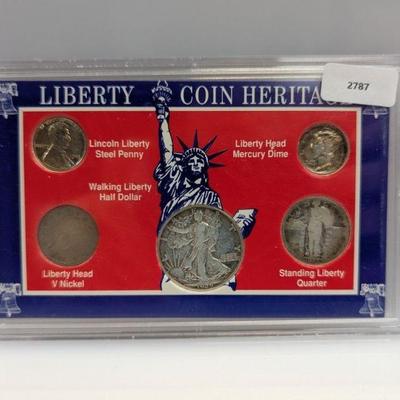 LIBERTY COIN HERITAG
2787
Lincoln Liberty
Steel Penny
Liberty Head
Mercury Dime
Walking Liberty
Half Dollar
Liberty Head
V Nickel
Standing Liberty
Quarter